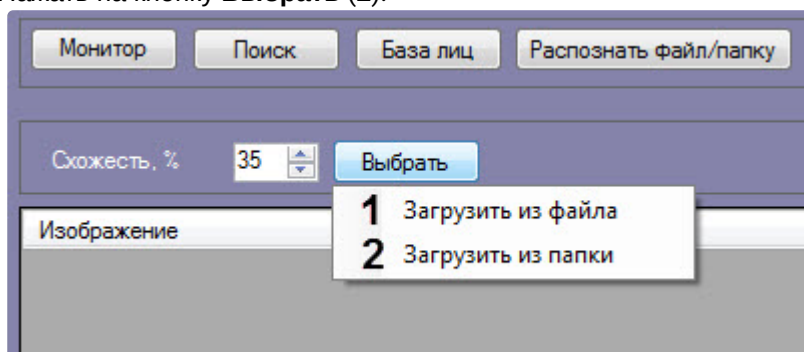 Нажать на кнопку Выбрать (2).
Монитор Поиск База лиц Распознать файл/папку
Схожесть, % 35 Выбрать
1 Загрузить из файла
Изображение
2 Загрузить из папки